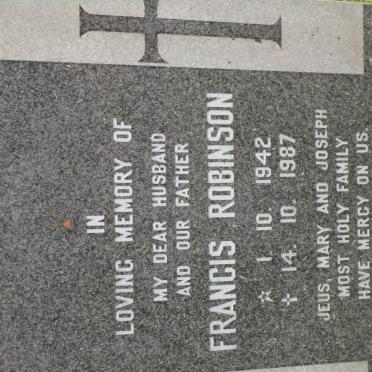 IN
LOVING MEMORY OF
MY DEAR HUSBAND
AND OUR FATHER
FRANCIS ROBINSON
☆ 1. 10. 1942
✝ 14. 10. 1987
JEUS, MARY AND JOSEPH
MOST HOLY FAMILY
HAVE MERCY ON US.